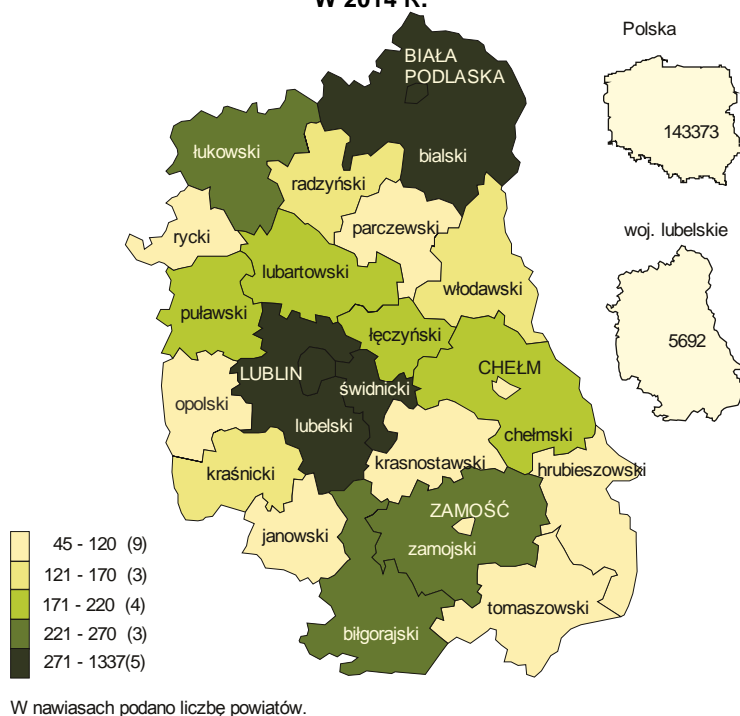 W 2014 R.
Polska
143373
woj. lubelskie
5692
BIAŁA
PODLASKA
bialski
łukowski
radzyński
parczewski
rycki
lubartowski
włodawski
puławski
łęczyński
LUBLIN
świdnicki
CHEŁM
opolski
lubelski
chełmski
kraśnicki
krasnostawski
hrubieszowski
ZAMOŚĆ
janowski
zamojski
tomaszowski
biłgorajski
45 - 120 (9)
121 - 170 (3)
171 - 220 (4)
221 - 270 (3)
271 - 1337(5)
W nawiasach podano liczbę powiatów.